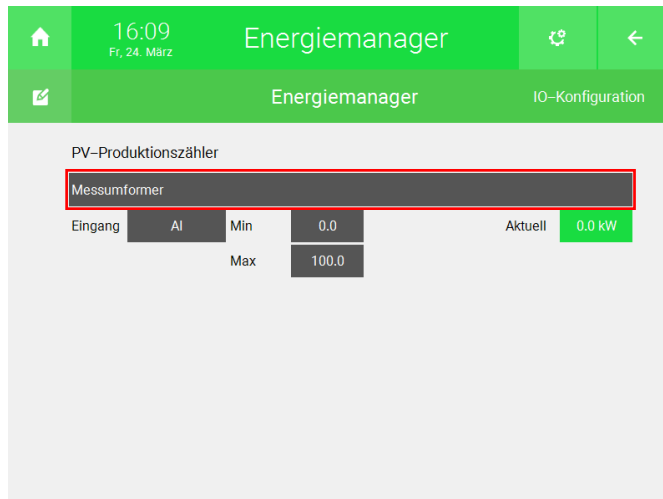 16:09
Fr, 24. März
Energiemanager
Energiemanager
IO–Konfiguration
PV–Produktionszähler
Messumformer
Eingang AI Min 0.0 Aktuell 0.0 kW
Max 100.0